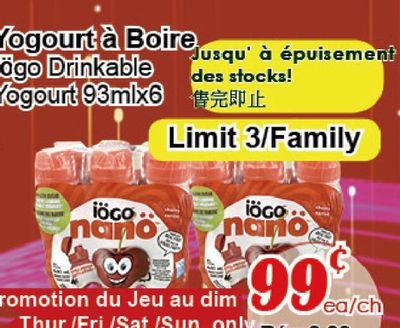 Yogourt à Boire
iögo Drinkable
Yogourt 93mlx6
Jusqu' à épuisement
des stocks!
售完即止
Limit 3/Family
iögo
nanö
iögo
nanö
99¢
ea/ch
romotion du Jeu au dim
Thur./Fri./Sat./Sun. only